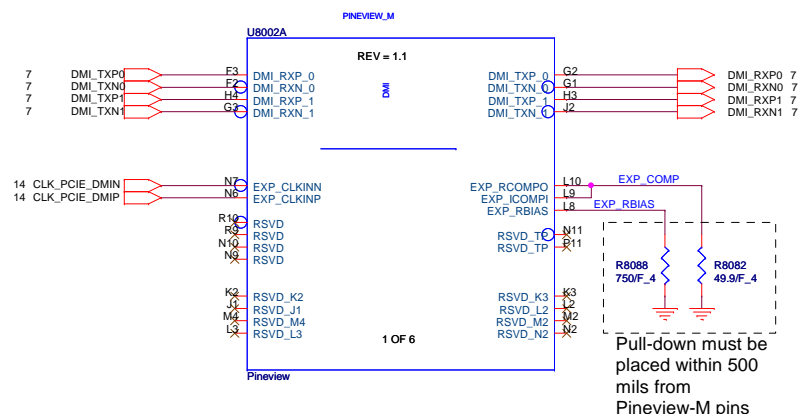 PINEVIEW_M
U8002A
REV = 1.1
DMI
7 DMI_TXP0 F3 DMI_RXP_0 DMI_TXP_0 G2 DMI_RXP0 7
7 DMI_TXN0 F2 DMI_RXN_0 DMI_TXN_0 G1 DMI_RXN0 7
7 DMI_TXP1 H4 DMI_RXP_1 DMI_TXP_1 H3 DMI_RXP1 7
7 DMI_TXN1 G3 DMI_RXN_1 DMI_TXN_1 J2 DMI_RXN1 7
14 CLK_PCIE_DMIN N7 EXP_CLKINN EXP_RCOMPO L10 EXP_COMP
14 CLK_PCIE_DMIP N6 EXP_CLKINP EXP_ICOMPI L9
EXP_RBIAS L8 EXP_RBIAS
R10 RSVD
R9 RSVD RSVD_TP N11
N10 RSVD RSVD_TP P11
N9 RSVD
R8088
750/F_4
R8082
49.9/F_4
K2 RSVD_K2 RSVD_K3 K3
J1 RSVD_J1 RSVD_L2 L2
M4 RSVD_M4 RSVD_M2 M2
L3 RSVD_L3 RSVD_N2 N2
1 OF 6
Pineview
Pull-down must be
placed within 500
mils from
Pineview-M pins